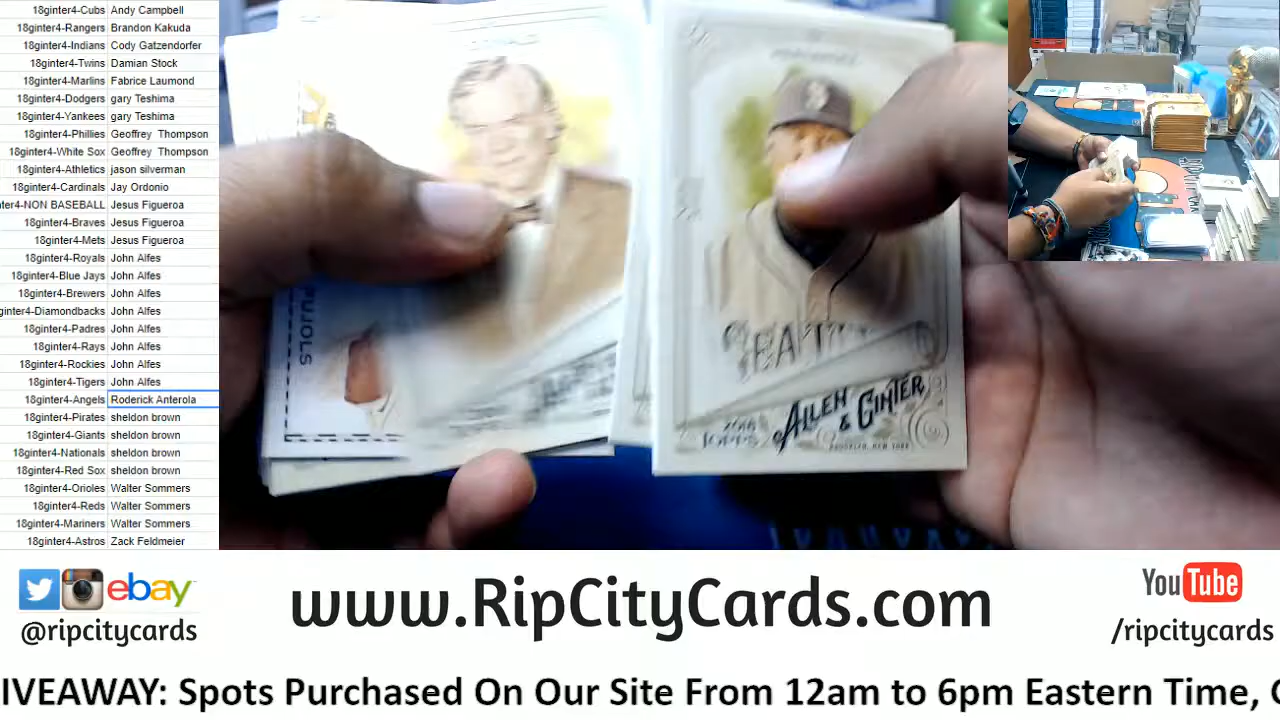 18ginter4-Cubs Andy Campbell
18ginter4-Rangers Brandon Kakuda
18ginter4-Indians Cody Gatzendorfer
18ginter4-Twins Damian Stock
18ginter4-Marlins Fabrice Laumond
18ginter4-Dodgers gary Teshima
18ginter4-Yankees gary Teshima
18ginter4-Phillies Geoffrey Thompson
18ginter4-White Sox Geoffrey Thompson
18ginter4-Athletics jason silverman
18ginter4-Cardinals Jay Ordonio
ter4-NON BASEBALL Jesus Figueroa
18ginter4-Braves Jesus Figueroa
18ginter4-Mets Jesus Figueroa
18ginter4-Royals John Alfes
18ginter4-Blue Jays John Alfes
18ginter4-Brewers John Alfes
ginter4-Diamondbacks John Alfes
18ginter4-Padres John Alfes
18ginter4-Rays John Alfes
18ginter4-Rockies John Alfes
18ginter4-Tigers John Alfes
18ginter4-Angels Roderick Anterola
18ginter4-Pirates sheldon brown
18ginter4-Giants sheldon brown
18ginter4-Nationals sheldon brown
18ginter4-Red Sox sheldon brown
18ginter4-Orioles Walter Sommers
18ginter4-Reds Walter Sommers
18ginter4-Mariners Walter Sommers
18ginter4-Astros Zack Feldmeier
PUJOLS
2018
TOPPS
ALLEN
& GINTER
BROOKLYN, NEW YORK
ebay
@ripcitycards
www.RipCityCards.com
YouTube
/ripcitycards
IVEAWAY: Spots Purchased On Our Site From 12am to 6pm Eastern Time,